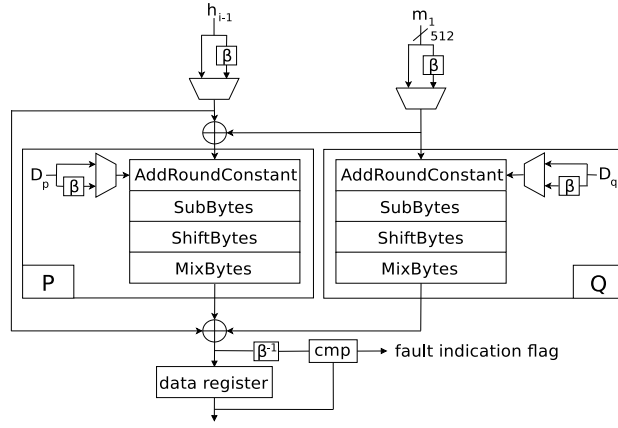 h i-1
m 1
512
β
β
D p
β
AddRoundConstant
SubBytes
ShiftBytes
MixBytes
P
AddRoundConstant
SubBytes
ShiftBytes
MixBytes
D q
β
Q
β-1
cmp
fault indication flag
data register